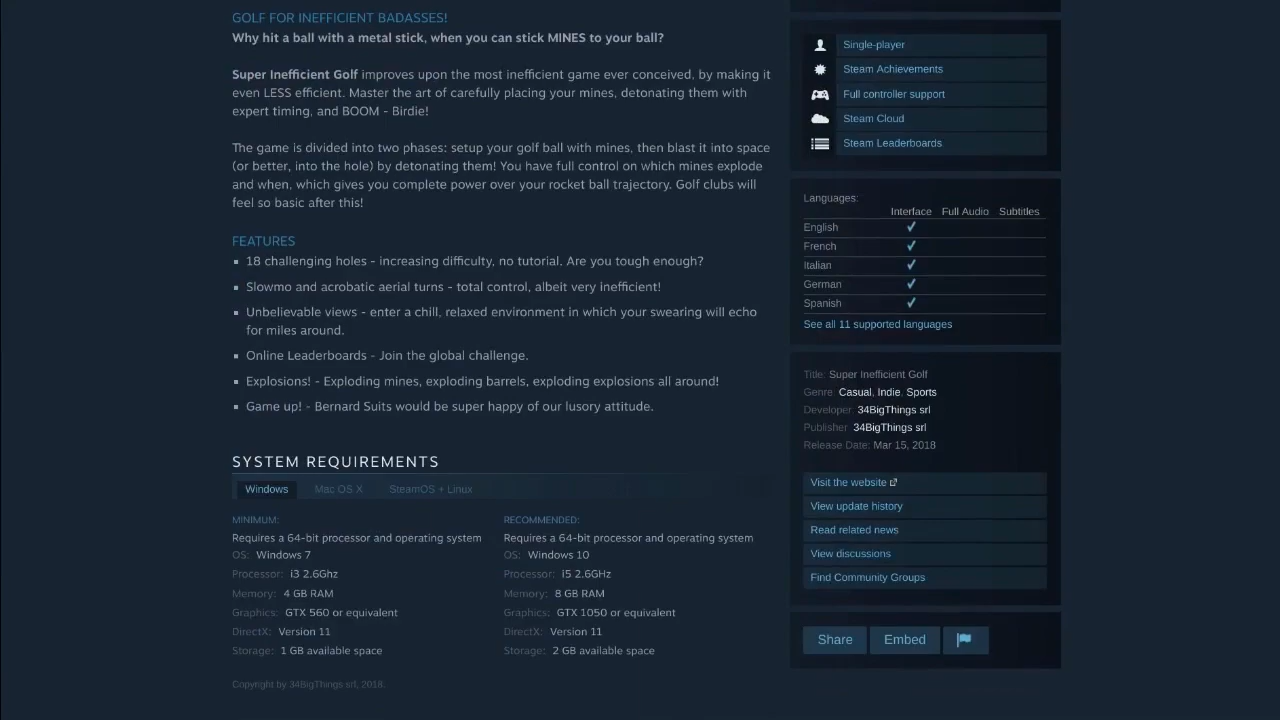 GOLF FOR INEFFICIENT BADASSES!
Why hit a ball with a metal stick, when you can stick MINES to your ball?
Super Inefficient Golf improves upon the most inefficient game ever conceived, by making it
even LESS efficient. Master the art of carefully placing your mines, detonating them with
expert timing, and BOOM - Birdie!
The game is divided into two phases: setup your golf ball with mines, then blast it into space
(or better, into the hole) by detonating them! You have full control on which mines explode
and when, which gives you complete power over your rocket ball trajectory. Golf clubs will
feel so basic after this!
FEATURES
18 challenging holes - increasing difficulty, no tutorial. Are you tough enough?
Slowmo and acrobatic aerial turns - total control, albeit very inefficient!
Unbelievable views - enter a chill, relaxed environment in which your swearing will echo
for miles around.
Online Leaderboards - Join the global challenge.
Explosions! - Exploding mines, exploding barrels, exploding explosions all around!
Game up! - Bernard Suits would be super happy of our lusory attitude.
SYSTEM REQUIREMENTS
Windows Mac OS X SteamOS + Linux
MINIMUM:
Requires a 64-bit processor and operating system
OS: Windows 7
Processor: i3 2.6Ghz
Memory: 4 GB RAM
Graphics: GTX 560 or equivalent
DirectX: Version 11
Storage: 1 GB available space
RECOMMENDED:
Requires a 64-bit processor and operating system
OS: Windows 10
Processor: i5 2.6GHz
Memory: 8 GB RAM
Graphics: GTX 1050 or equivalent
DirectX: Version 11
Storage: 2 GB available space
Copyright by 34BigThings srl, 2018.
Single-player
Steam Achievements
Full controller support
Steam Cloud
Steam Leaderboards
Languages:
Interface Full Audio Subtitles
English ✔
French ✔
Italian ✔
German ✔
Spanish ✔
See all 11 supported languages
Title: Super Inefficient Golf
Genre: Casual, Indie, Sports
Developer: 34BigThings srl
Publisher: 34BigThings srl
Release Date: Mar 15, 2018
Visit the website
View update history
Read related news
View discussions
Find Community Groups
Share Embed